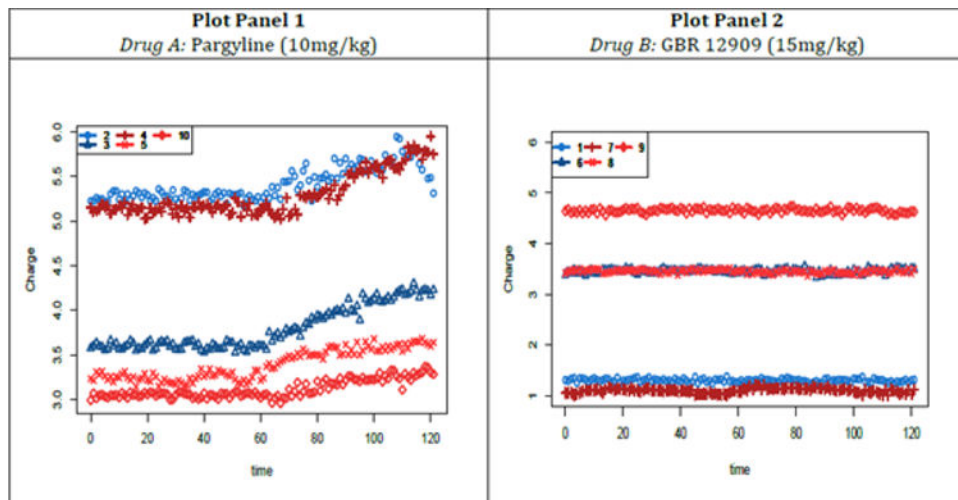 Plot Panel 1
Drug A: Pargyline (10mg/kg)
Plot Panel 2
Drug B: GBR 12909 (15mg/kg)
2 4 10
3 5
6.0
5.5
5.0
4.5
4.0
3.5
3.0
Charge
0 20 40 60 80 100 120
time
1 7 9
6 8
6
5
4
3
2
1
Charge
0 20 40 60 80 100 120
time